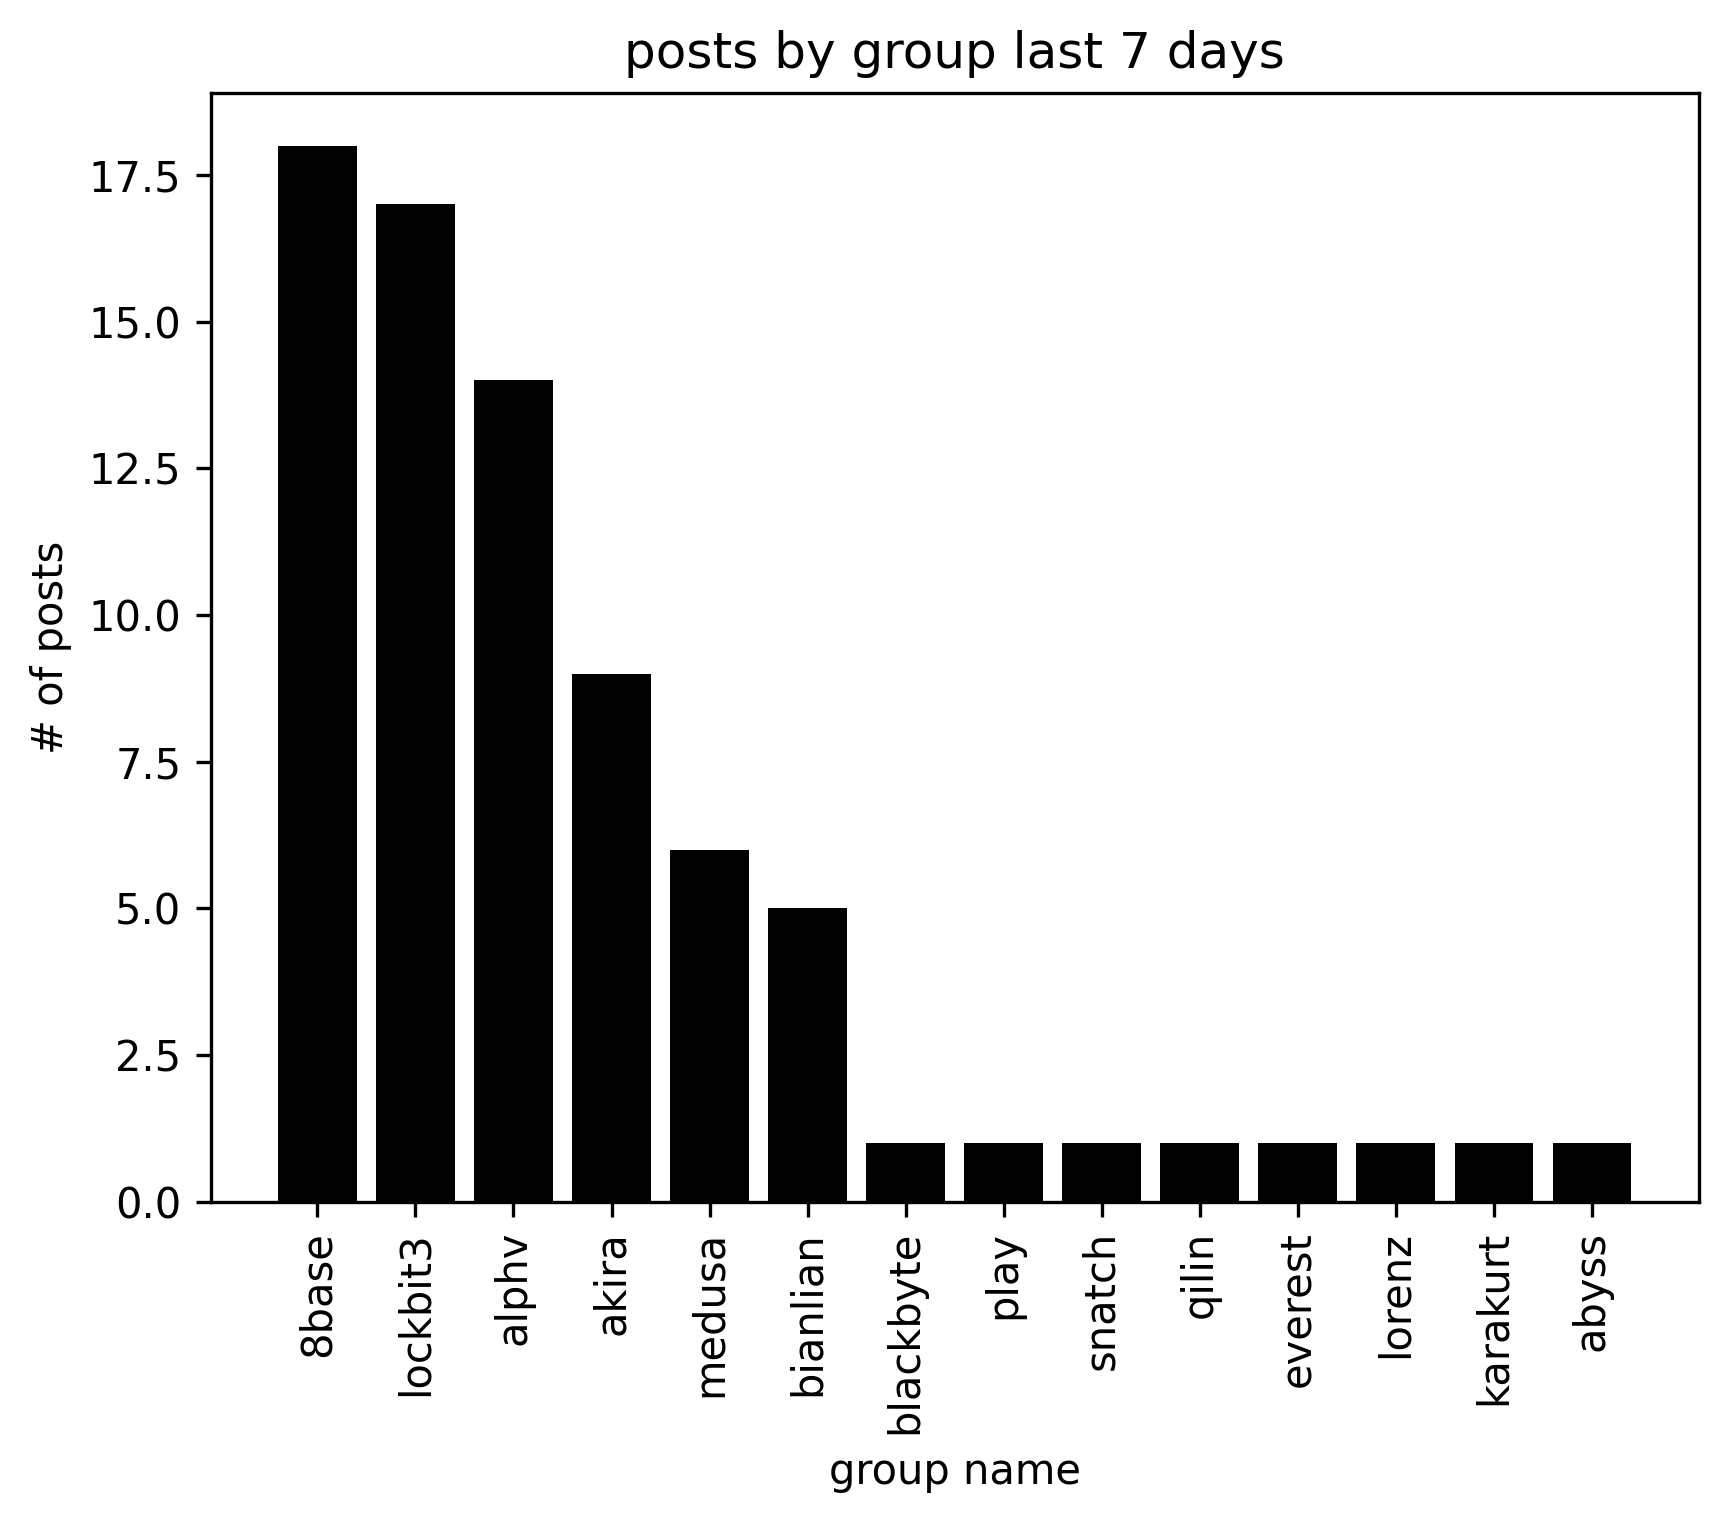 posts by group last 7 days
# of posts
17.5
15.0
12.5
10.0
7.5
5.0
2.5
0.0
8base
lockbit3
alphv
akira
medusa
bianlian
blackbyte
play
snatch
qilin
everest
lorenz
karakurt
abyss
group name